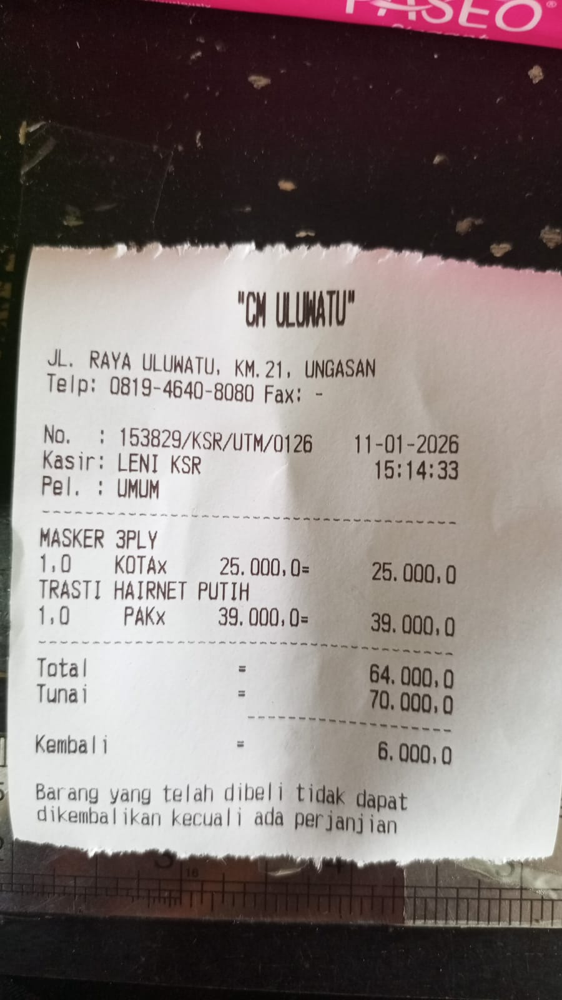 PASEO®
"CM ULUWATU"
JL. RAYA ULUWATU, KM.21, UNGASAN
Telp: 0819-4640-8080 Fax: -
No. : 153829/KSR/UTM/0126 11-01-2026
Kasir: LENI KSR 15:14:33
Pel. : UMUM
MASKER 3PLY
1,0 KOTAx 25.000,0= 25.000,0
TRASTI HAIRNET PUTIH
1,0 PAKx 39.000,0= 39.000,0
Total = 64.000,0
Tunai = 70.000,0
Kembali = 6.000,0
Barang yang telah dibeli tidak dapat
dikembalikan kecuali ada perjanjian
16